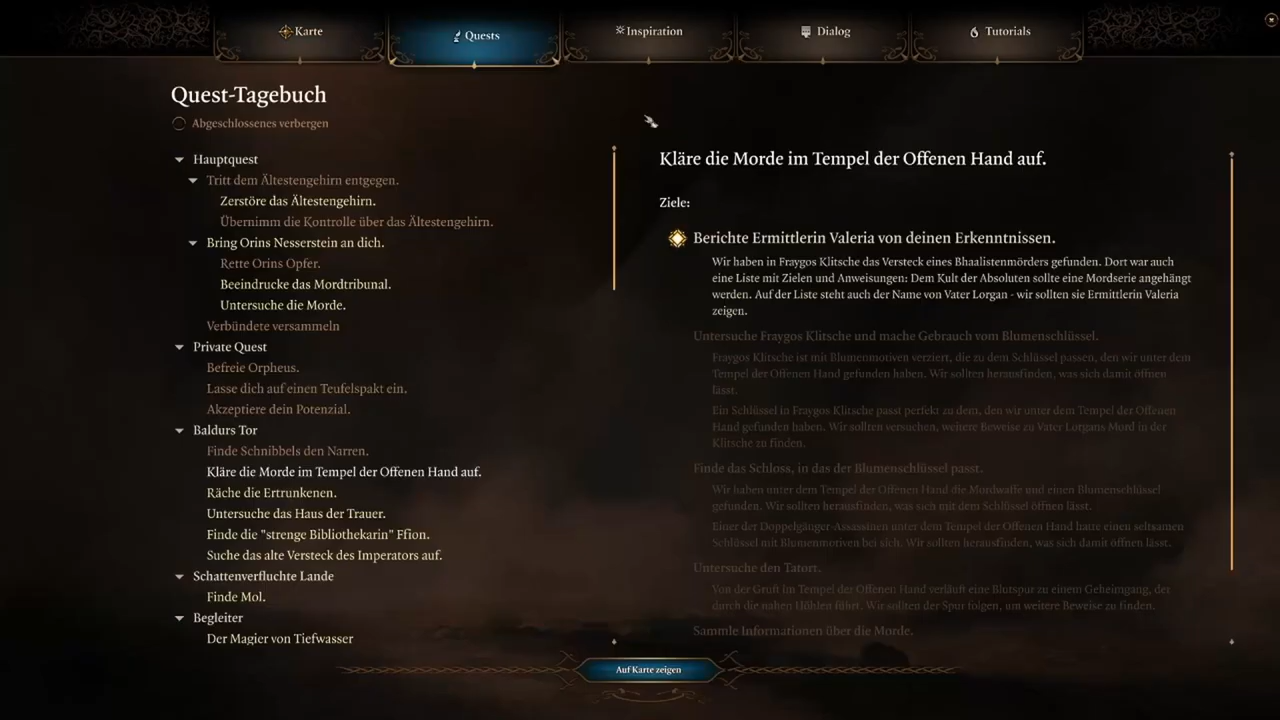 Karte
Quests
Inspiration
Dialog
Tutorials
Quest-Tagebuch
Abgeschlossenes verbergen
Hauptquest
Tritt dem Ältestengehirn entgegen.
Zerstöre das Ältestengehirn.
Übernimm die Kontrolle über das Ältestengehirn.
Bring Orins Nesserstein an dich.
Rette Orins Opfer.
Beeindrucke das Mordtribunal.
Untersuche die Morde.
Verbündete versammeln
Private Quest
Befreie Orpheus.
Lasse dich auf einen Teufelspakt ein.
Akzeptiere dein Potenzial.
Baldurs Tor
Finde Schnibbels den Narren.
Kläre die Morde im Tempel der Offenen Hand auf.
Räche die Ertrunkenen.
Untersuche das Haus der Trauer.
Finde die "strenge Bibliothekarin" Ffion.
Suche das alte Versteck des Imperators auf.
Schattenverfluchte Lande
Finde Mol.
Begleiter
Der Magier von Tiefwasser
Kläre die Morde im Tempel der Offenen Hand auf.
Ziele:
Berichte Ermittlerin Valeria von deinen Erkenntnissen.
Wir haben in Fraygos Klitsche das Versteck eines Bhaalistenmörders gefunden. Dort war auch
eine Liste mit Zielen und Anweisungen: Dem Kult der Absoluten sollte eine Mordserie angehängt
werden. Auf der Liste steht auch der Name von Vater Lorgan - wir sollten sie Ermittlerin Valeria
zeigen.
Untersuche Fraygos Klitsche und mache Gebrauch vom Blumenschlüssel.
Fraygos Klitsche ist mit Blumenmotiven verziert, die zu dem Schlüssel passen, den wir unter dem
Tempel der Offenen Hand gefunden haben. Wir sollten herausfinden, was sich damit öffnen
lässt.
Ein Schlüssel in Fraygos Klitsche passt perfekt zu dem, den wir unter dem Tempel der Offenen
Hand gefunden haben. Wir sollten versuchen, weitere Beweise zu Vater Lorgans Mord in der
Klitsche zu finden.
Finde das Schloss, in das der Blumenschlüssel passt.
Wir haben unter dem Tempel der Offenen Hand die Mordwaffe und einen Blumenschlüssel
gefunden. Wir sollten herausfinden, was sich mit dem Schlüssel öffnen lässt.
Einer der Doppelgänger-Assassinen unter dem Tempel der Offenen Hand hatte einen seltsamen
Schlüssel mit Blumenmotiven bei sich. Wir sollten herausfinden, was sich damit öffnen lässt.
Untersuche den Tatort.
Von der Gruft im Tempel der Offenen Hand verläuft eine Blutspur zu einem Geheimgang, der
durch die nahen Höhlen führt. Wir sollten der Spur folgen, um weitere Beweise zu finden.
Sammle Informationen über die Morde.
Auf Karte zeigen